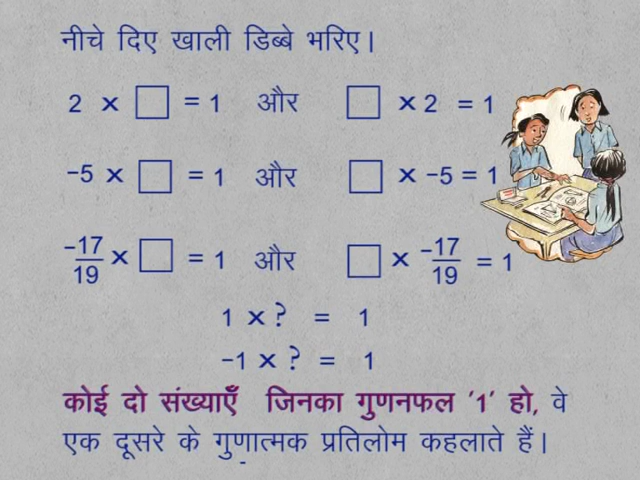 नीचे दिए खाली डिब्बे भरिए।
2 × □ = 1 और □ × 2 = 1
-5 × □ = 1 और □ × -5 = 1
-17/19 × □ = 1 और □ × -17/19 = 1
1 × ? = 1
-1 × ? = 1
कोई दो संख्याएँ जिनका गुणनफल '1' हो, वे
एक दूसरे के गुणात्मक प्रतिलोम कहलाते हैं।